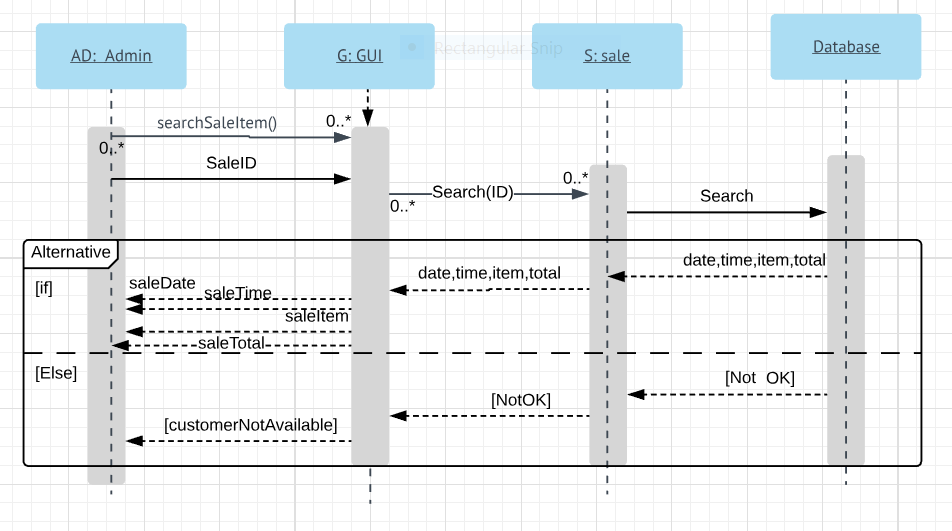 AD:  Admin
G: GUI
Rectangular Snip
S: sale
Database
searchSaleItem()
0..*
0..*
SaleID
0..*
Search(ID)
0..*
Search
Alternative
date,time,item,total
date,time,item,total
[if]
saleDate
saleTime
saleItem
saleTotal
[Else]
[Not  OK]
[NotOK]
[customerNotAvailable]